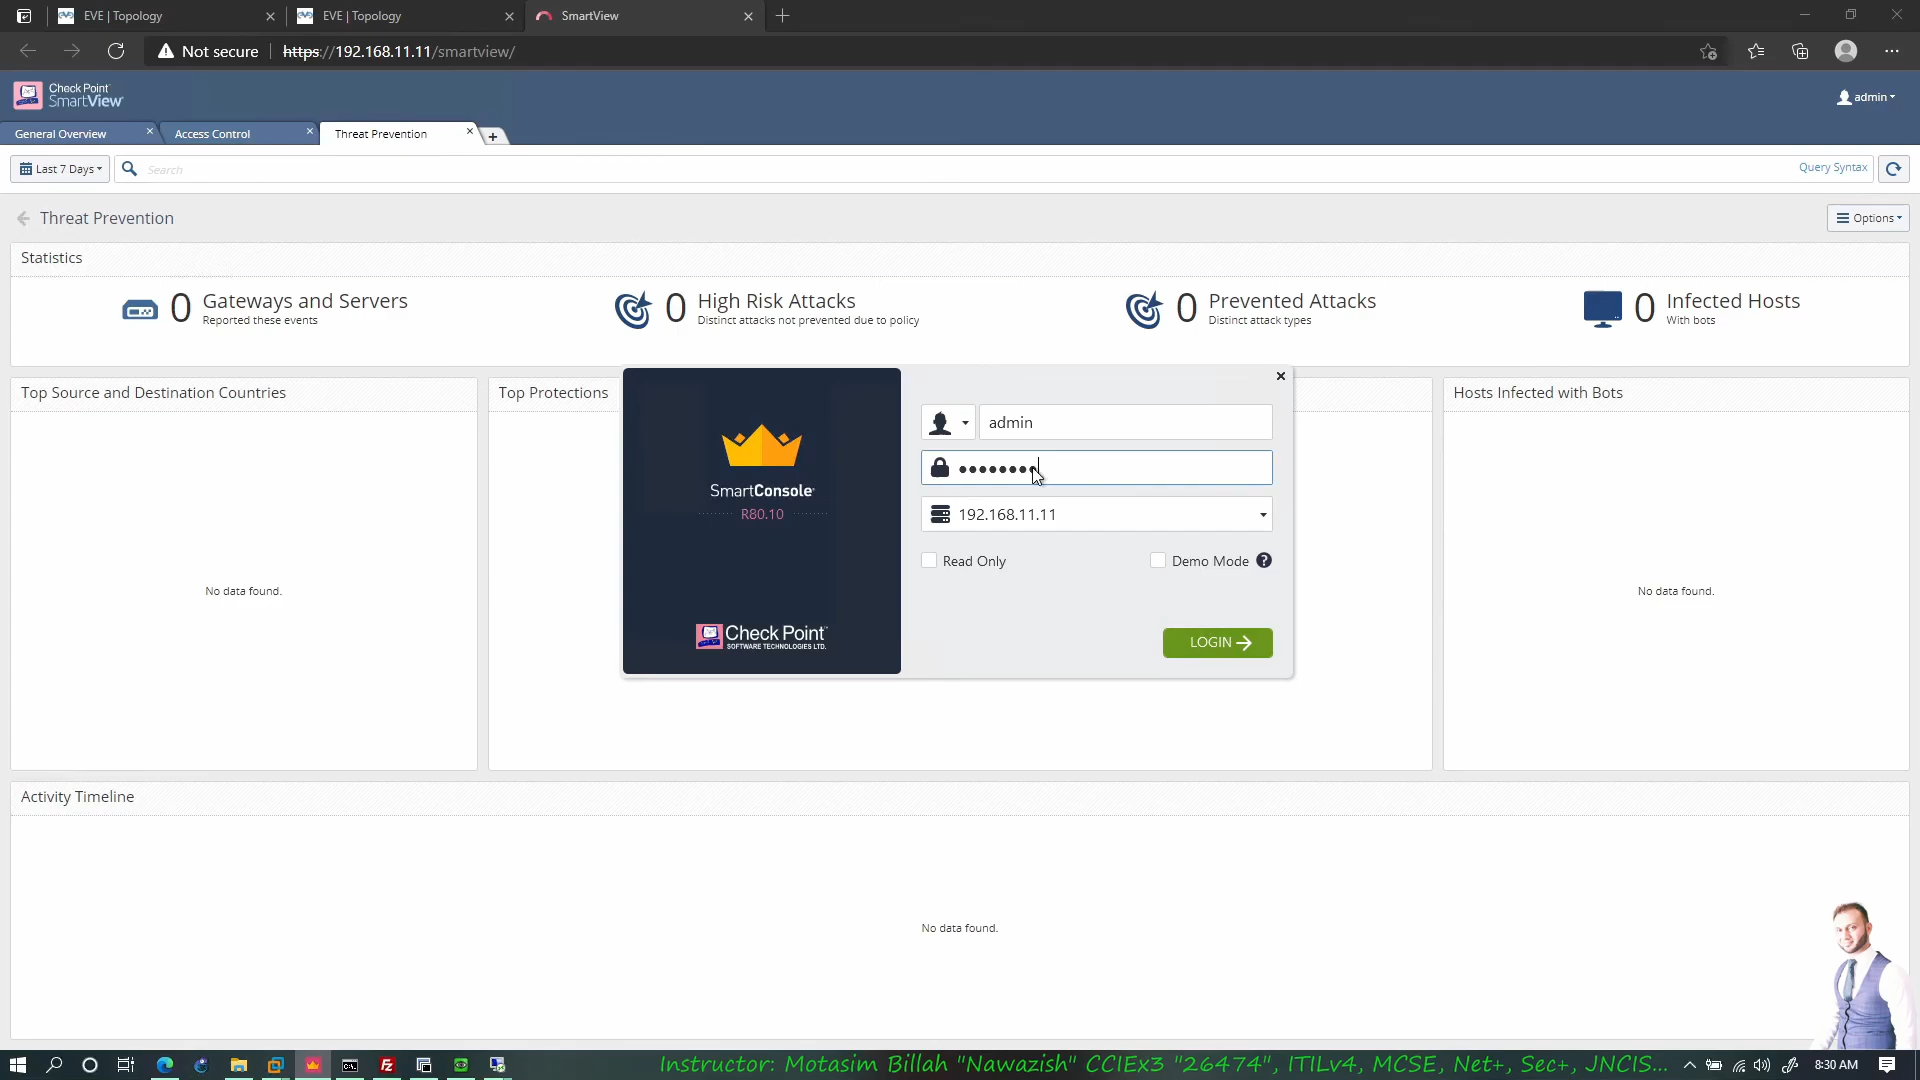 EVE | Topology
EVE | Topology
SmartView
Not secure
https://192.168.11.11/smartview/
Check Point
SmartView
admin
General Overview
Access Control
Threat Prevention
Last 7 Days
Search
Query Syntax
Threat Prevention
Options
Statistics
0 Gateways and Servers
Reported these events
0 High Risk Attacks
Distinct attacks not prevented due to policy
0 Prevented Attacks
Distinct attack types
0 Infected Hosts
With bots
Top Source and Destination Countries
Top Protections
Hosts Infected with Bots
admin
SmartConsole
R80.10
192.168.11.11
Read Only
Demo Mode
No data found.
No data found.
Check Point
SOFTWARE TECHNOLOGIES LTD.
LOGIN
Activity Timeline
No data found.
Instructor: Motasim Billah "Nawazish" CCIEx3 "26474", ITILv4, MCSE, Net+, Sec+, JNCIS...
8:30 AM